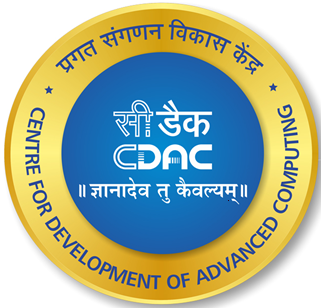 प्रगत संगणन विकास केंद्र
सी डैक
CDAC
॥ ज्ञानादेव तु कैवल्यम् ॥
CENTRE FOR DEVELOPMENT OF ADVANCED COMPUTING